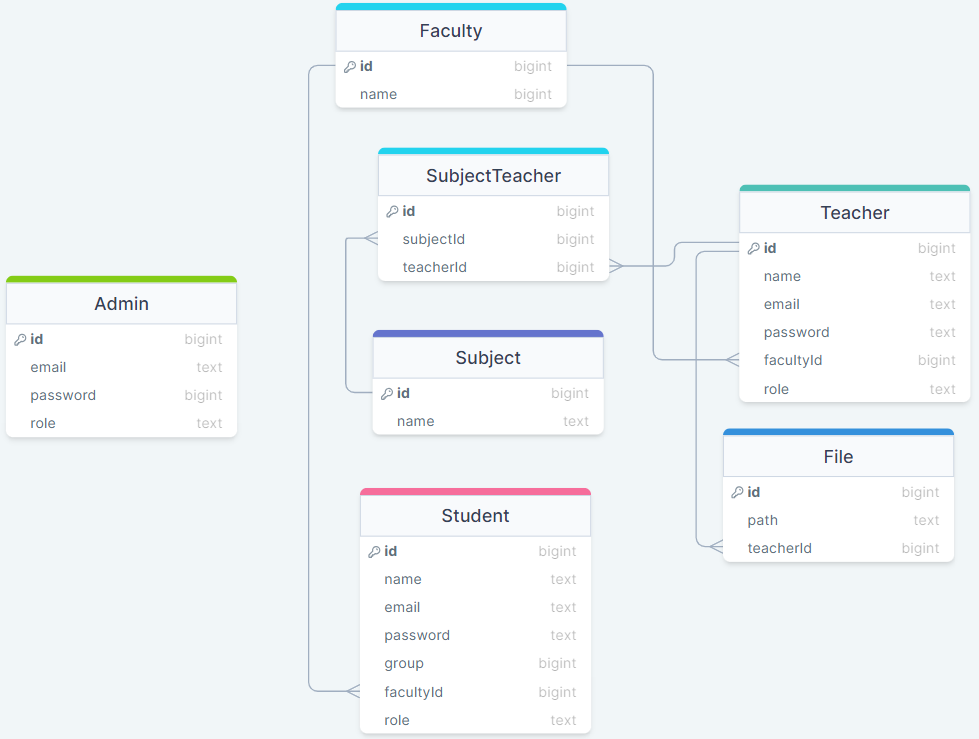 Faculty
id bigint
name bigint
SubjectTeacher
id bigint
subjectId bigint
teacherId bigint
Teacher
id bigint
name text
email text
password text
facultyId bigint
role text
Admin
id bigint
email text
password bigint
role text
Subject
id bigint
name text
File
id bigint
path text
teacherId bigint
Student
id bigint
name text
email text
password text
group bigint
facultyId bigint
role text